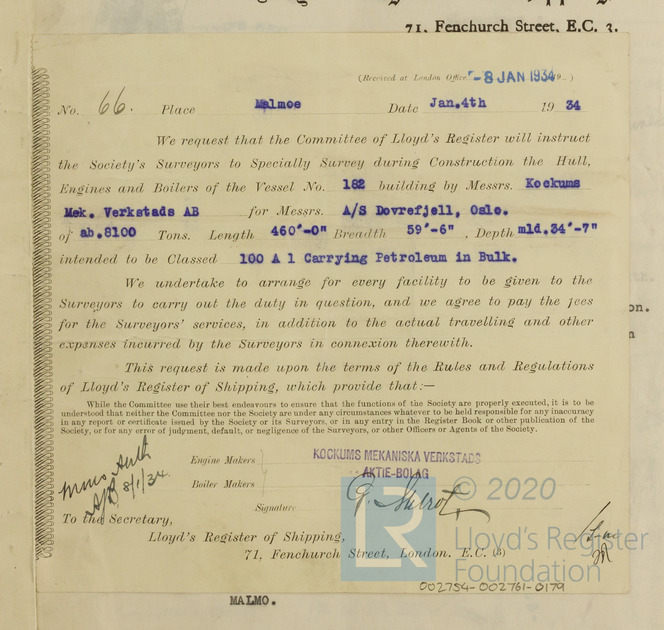 71, Fenchurch Street, E.C. 3.
(Received at London Office -8 JAN 1934 9 )
No. 66. Place Malmoe Date Jan.4th 19 34
We request that the Committee of Lloyd's Register will instruct
the Society's Surveyors to Specially Survey during Construction the Hull,
Engines and Boilers of the Vessel No. 182 building by Messrs. Kockums
Mek. Verkstads AB for Messrs. A/S Dovrefjell, Oslo.
of ab.8100 Tons. Length 460'-0" Breadth 59'-6" . Depth mld.34'-7"
intended to be Classed 100 A 1 Carrying Petroleum in Bulk.
We undertake to arrange for every facility to be given to the
Surveyors to carry out the duty in question, and we agree to pay the fees
for the Surveyors' services, in addition to the actual travelling and other
expenses incurred by the Surveyors in connexion therewith.
This request is made upon the terms of the Rules and Regulations
of Lloyd's Register of Shipping, which provide that:—
While the Committee use their best endeavours to ensure that the functions of the Society are properly executed, it is to be
understood that neither the Committee nor the Society are under any circumstances whatever to be held responsible for any inaccuracy
in any report or certificate issued by the Society or its Surveyors, or in any entry in the Register Book or other publication of the
Society, or for any error of judgment, default, or negligence of the Surveyors, or other Officers or Agents of the Society.
Engine Makers KOCKUMS MEKANISKA VERKSTADS
AKTIE-BOLAG
Boiler Makers
8/1/34
Signature
To the Secretary,
Lloyd's Register of Shipping,
71, Fenchurch Street, London. E.C. (3)
LR © 2020
Lloyd's Register
Foundation
002754-002761-0179
MALMO.
on.
n